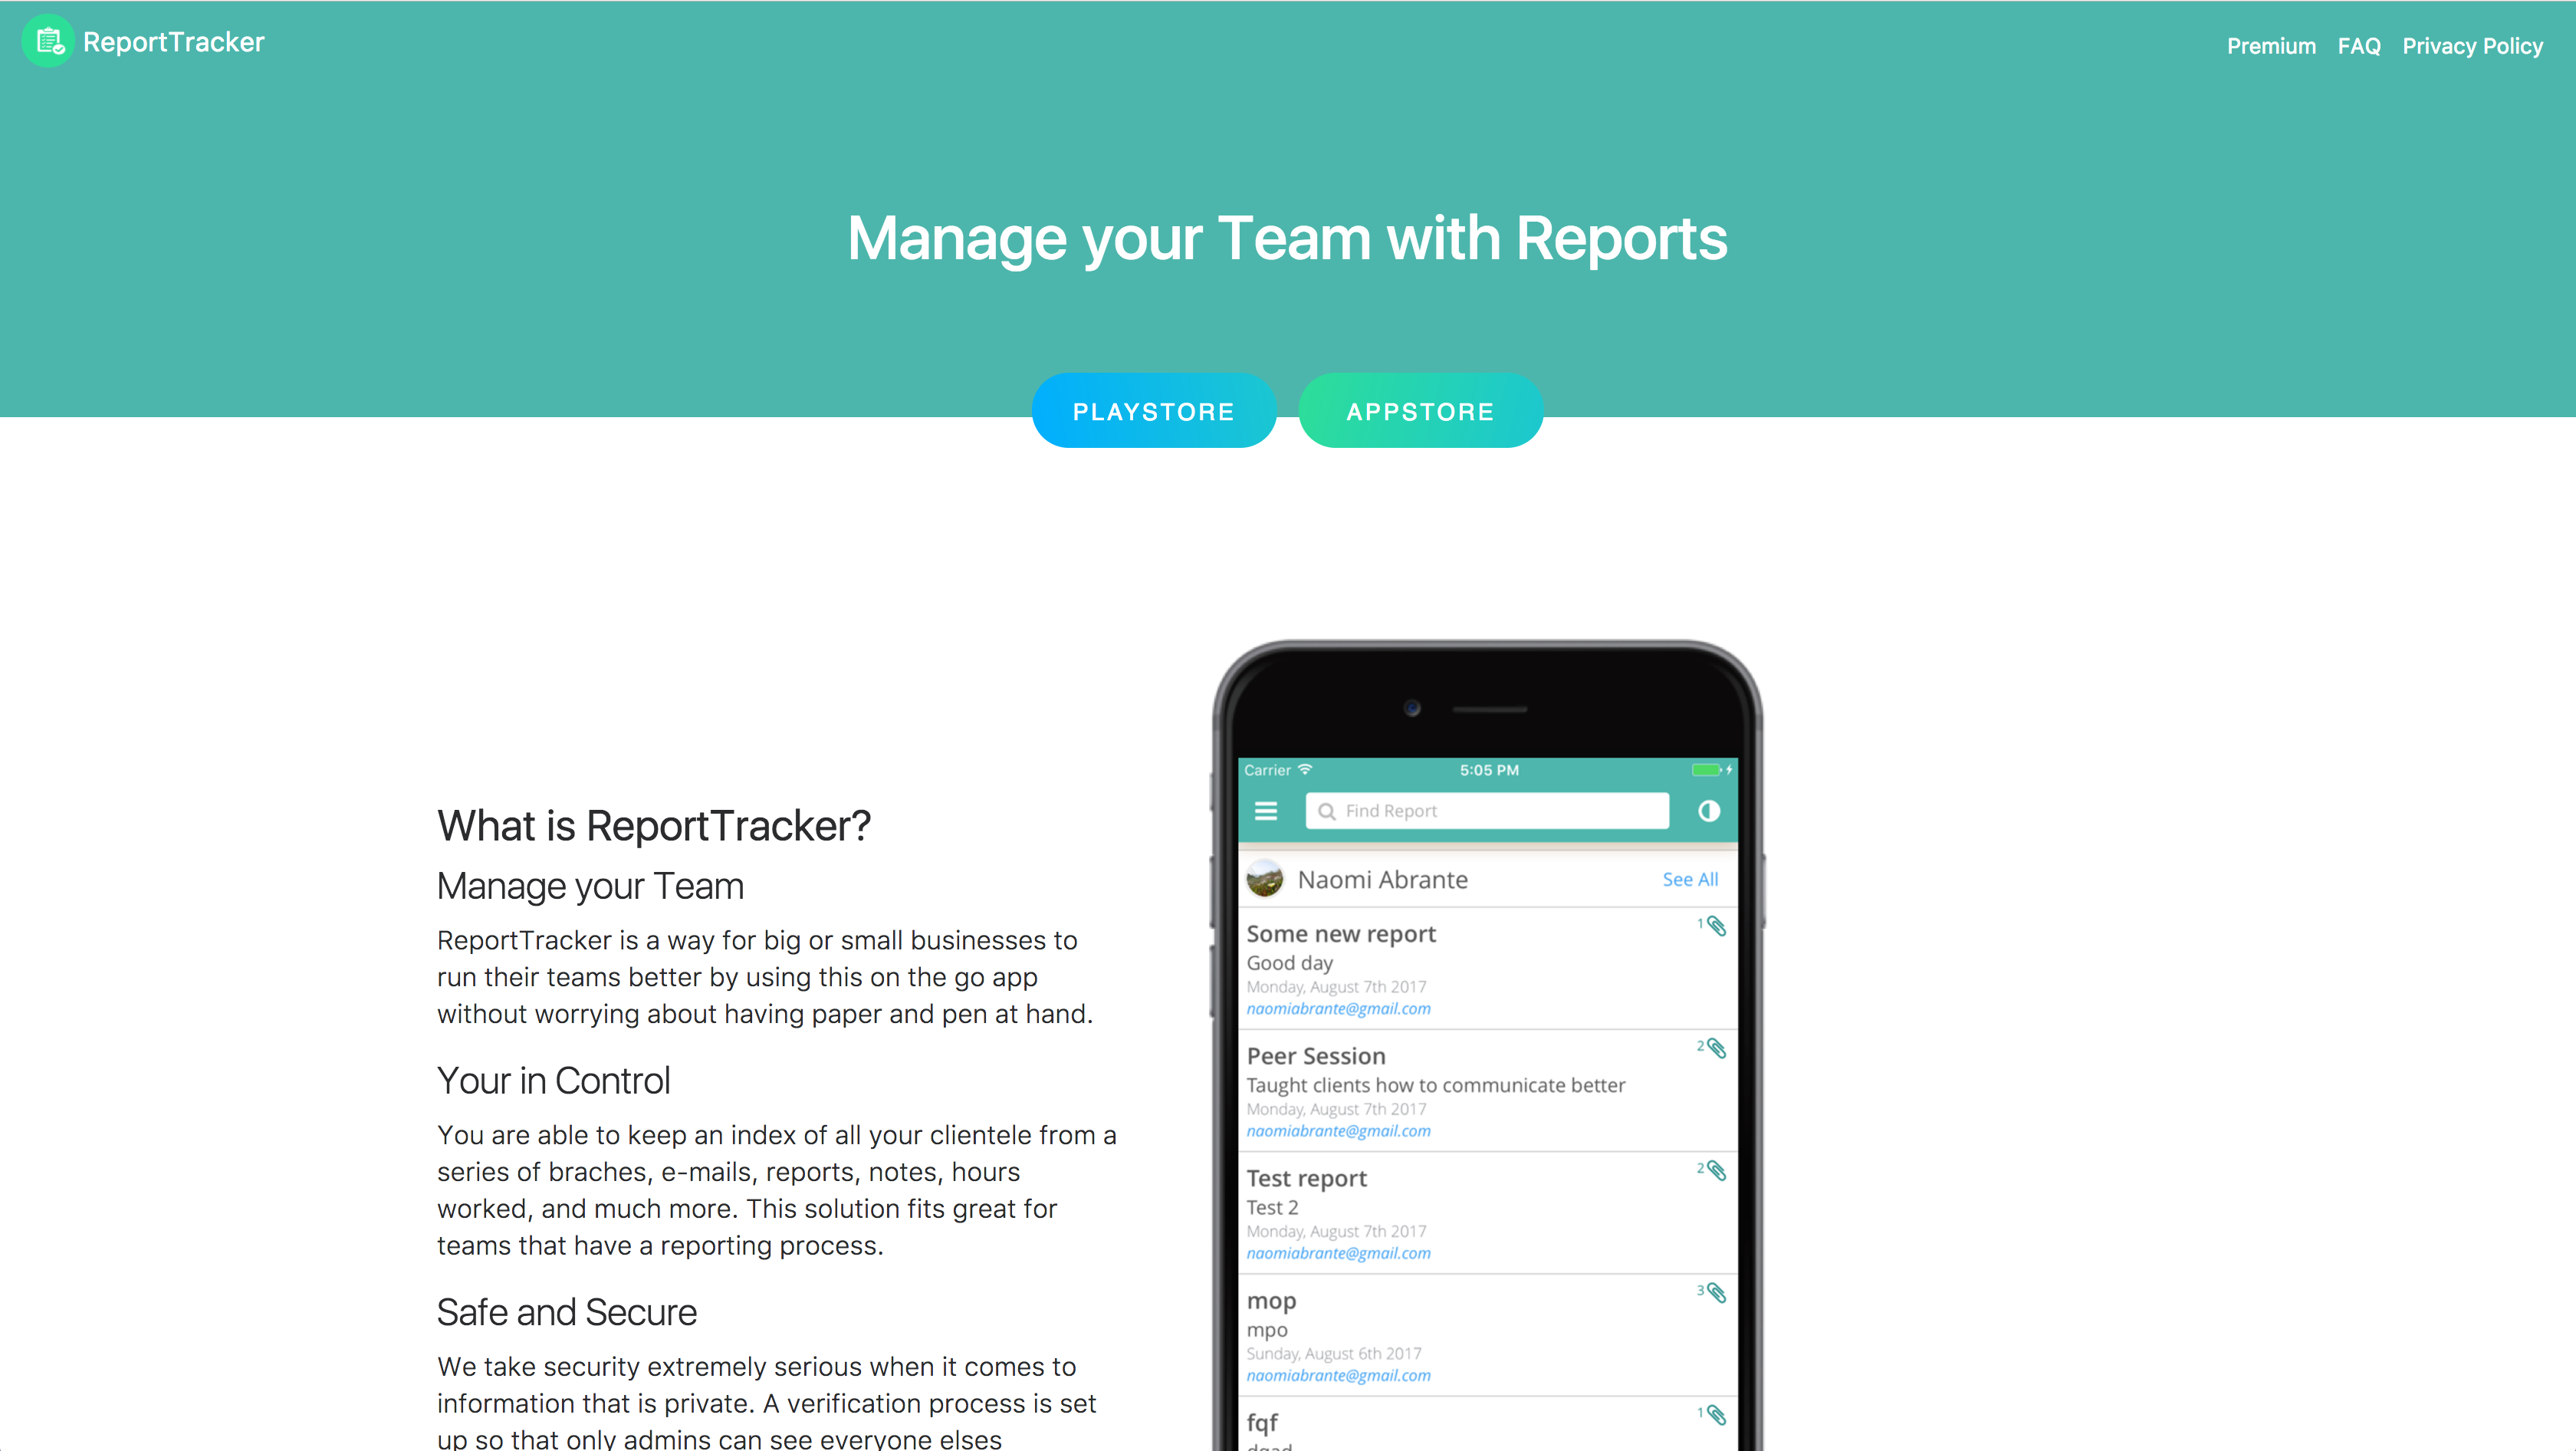 ReportTracker
Premium FAQ Privacy Policy
Manage your Team with Reports
PLAYSTORE APPSTORE
What is ReportTracker?
Manage your Team
ReportTracker is a way for big or small businesses to
run their teams better by using this on the go app
without worrying about having paper and pen at hand.
Your in Control
You are able to keep an index of all your clientele from a
series of braches, e-mails, reports, notes, hours
worked, and much more. This solution fits great for
teams that have a reporting process.
Safe and Secure
We take security extremely serious when it comes to
information that is private. A verification process is set
up so that only admins can see everyone elses
Carrier 5:05 PM
Find Report
Naomi Abrante See All
Some new report 1
Good day
Monday, August 7th 2017
naomiabrante@gmail.com
Peer Session 2
Taught clients how to communicate better
Monday, August 7th 2017
naomiabrante@gmail.com
Test report 2
Test 2
Monday, August 7th 2017
naomiabrante@gmail.com
mop 3
mpo
Sunday, August 6th 2017
naomiabrante@gmail.com
fqf 1